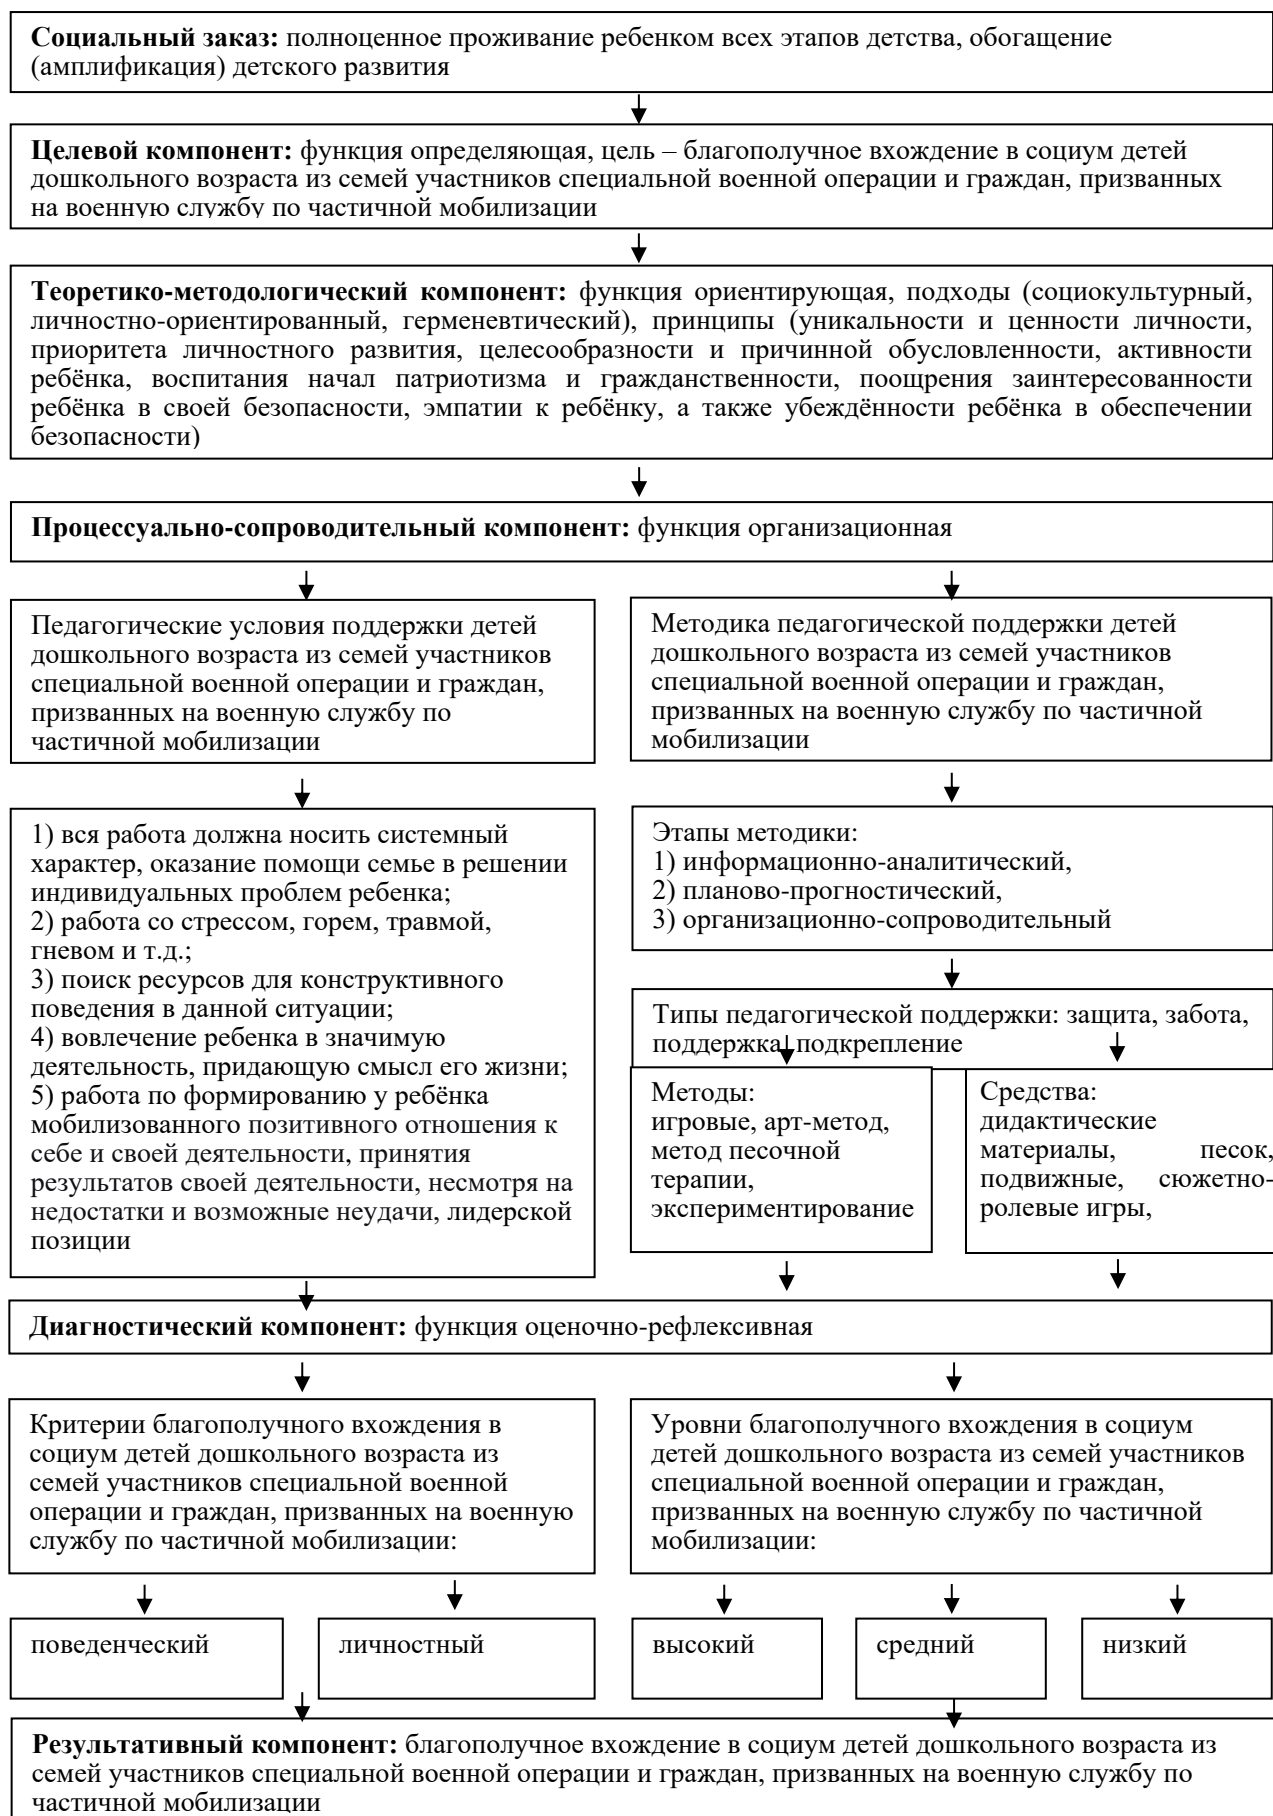 Социальный заказ: полноценное проживание ребенком всех этапов детства, обогащение
(амплификация) детского развития
Целевой компонент: функция определяющая, цель – благополучное вхождение в социум детей
дошкольного возраста из семей участников специальной военной операции и граждан, призванных
на военную службу по частичной мобилизации
Теоретико-методологический компонент: функция ориентирующая, подходы (социокультурный,
личностно-ориентированный, герменевтический), принципы (уникальности и ценности личности,
приоритета личностного развития, целесообразности и причинной обусловленности, активности
ребёнка, воспитания начал патриотизма и гражданственности, поощрения заинтересованности
ребёнка в своей безопасности, эмпатии к ребёнку, а также убеждённости ребёнка в обеспечении
безопасности)
Процессуально-сопроводительный компонент: функция организационная
Педагогические условия поддержки детей
дошкольного возраста из семей участников
специальной военной операции и граждан,
призванных на военную службу по
частичной мобилизации
Методика педагогической поддержки детей
дошкольного возраста из семей участников
специальной военной операции и граждан,
призванных на военную службу по частичной
мобилизации
1) вся работа должна носить системный
характер, оказание помощи семье в решении
индивидуальных проблем ребенка;
2) работа со стрессом, горем, травмой,
гневом и т.д.;
3) поиск ресурсов для конструктивного
поведения в данной ситуации;
4) вовлечение ребенка в значимую
деятельность, придающую смысл его жизни;
5) работа по формированию у ребёнка
мобилизованного позитивного отношения к
себе и своей деятельности, принятия
результатов своей деятельности, несмотря на
недостатки и возможные неудачи, лидерской
позиции
Этапы методики:
1) информационно-аналитический,
2) планово-прогностический,
3) организационно-сопроводительный
Типы педагогической поддержки: защита, забота,
поддержка, подкрепление
Методы:
игровые, арт-метод,
метод песочной
терапии,
экспериментирование
Средства:
дидактические
материалы, песок,
подвижные, сюжетно-
ролевые игры,
Диагностический компонент: функция оценочно-рефлексивная
Критерии благополучного вхождения в
социум детей дошкольного возраста из
семей участников специальной военной
операции и граждан, призванных на военную
службу по частичной мобилизации:
Уровни благополучного вхождения в социум
детей дошкольного возраста из семей участников
специальной военной операции и граждан,
призванных на военную службу по частичной
мобилизации:
поведенческий
личностный
высокий
средний
низкий
Результативный компонент: благополучное вхождение в социум детей дошкольного возраста из
семей участников специальной военной операции и граждан, призванных на военную службу по
частичной мобилизации